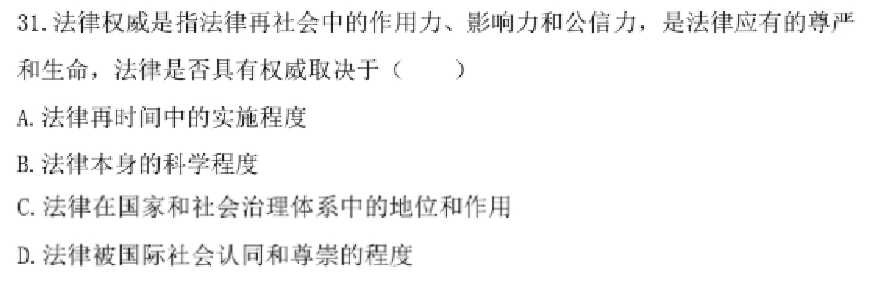 31.法律权威是指法律再社会中的作用力、影响力和公信力，是法律应有的尊严
和生命，法律是否具有权威取决于（　　）
A.法律再时间中的实施程度
B.法律本身的科学程度
C.法律在国家和社会治理体系中的地位和作用
D.法律被国际社会认同和尊崇的程度